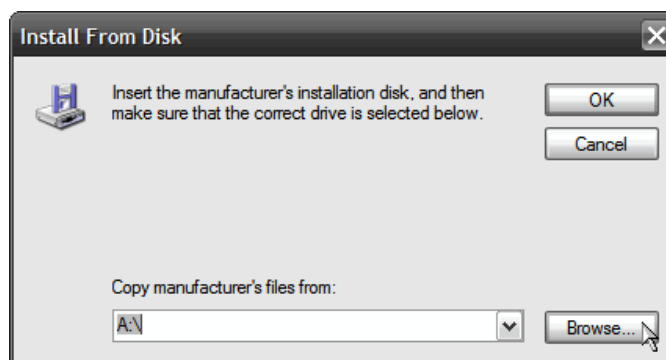 Install From Disk
Insert the manufacturer's installation disk, and then
make sure that the correct drive is selected below.
OK
Cancel
Copy manufacturer's files from:
A:\
Browse...